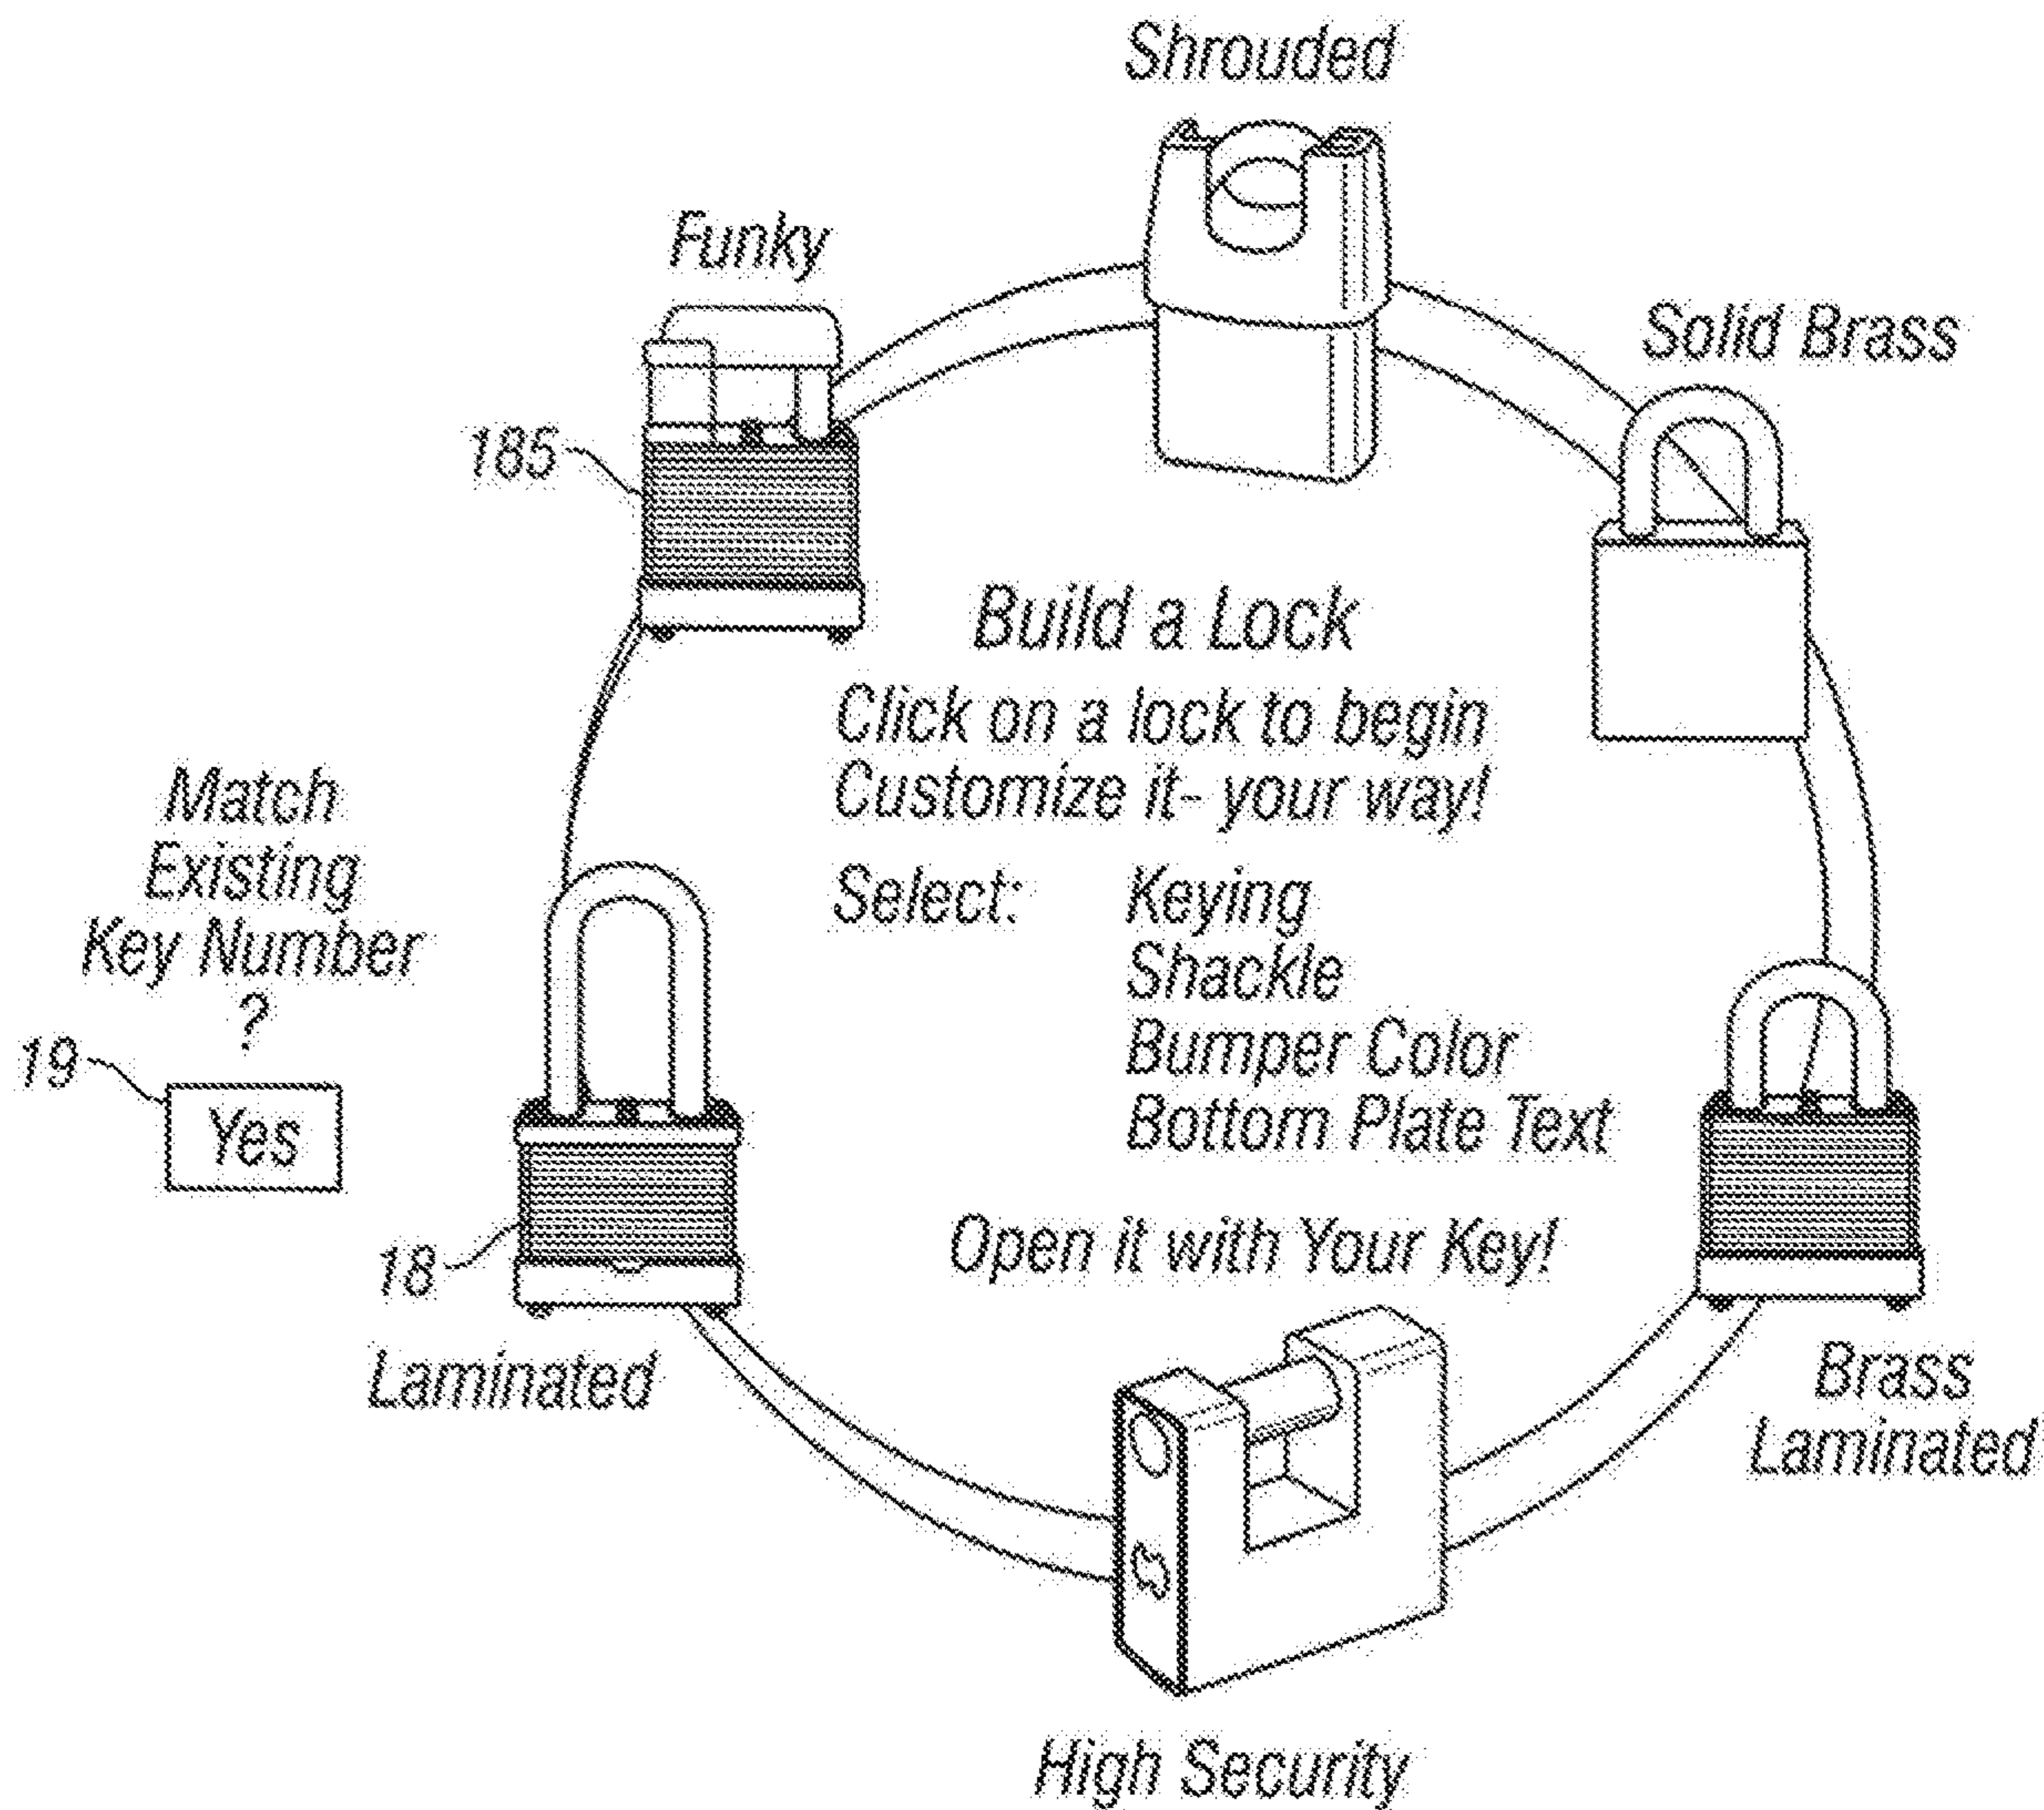 Shrouded
Funky
Solid Brass
185
Build a Lock
Click on a lock to begin
Customize it- your way!
Match
Existing
Key Number
?
19
Yes
Select: Keying
Shackle
Bumper Color
Bottom Plate Text
Open it with Your Key!
18
Laminated
Brass
Laminated
High Security